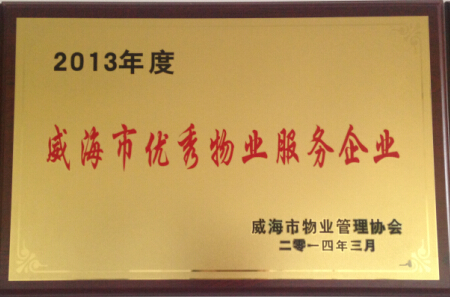 2013年度
威海市优秀物业服务企业
威海市物业管理协会
二零一四年三月